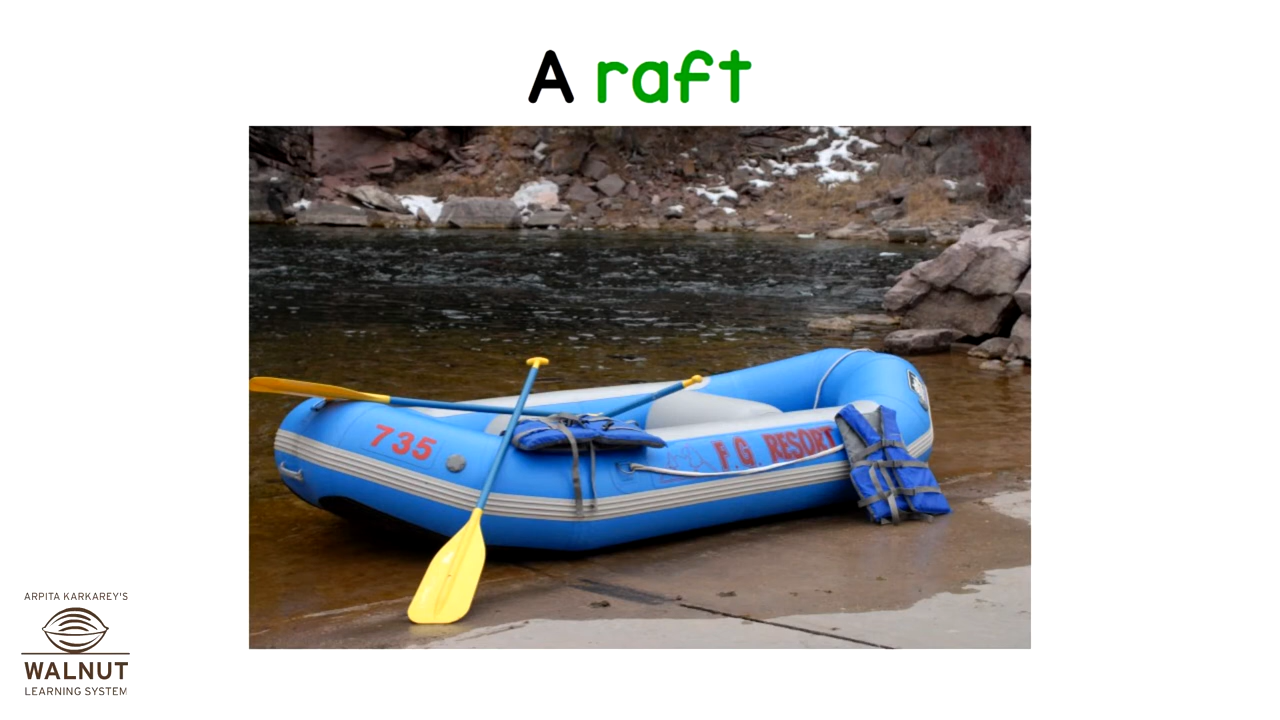 A raft
735
F.G. RESORT
ARPITA KARKAREY'S
WALNUT
LEARNING SYSTEM